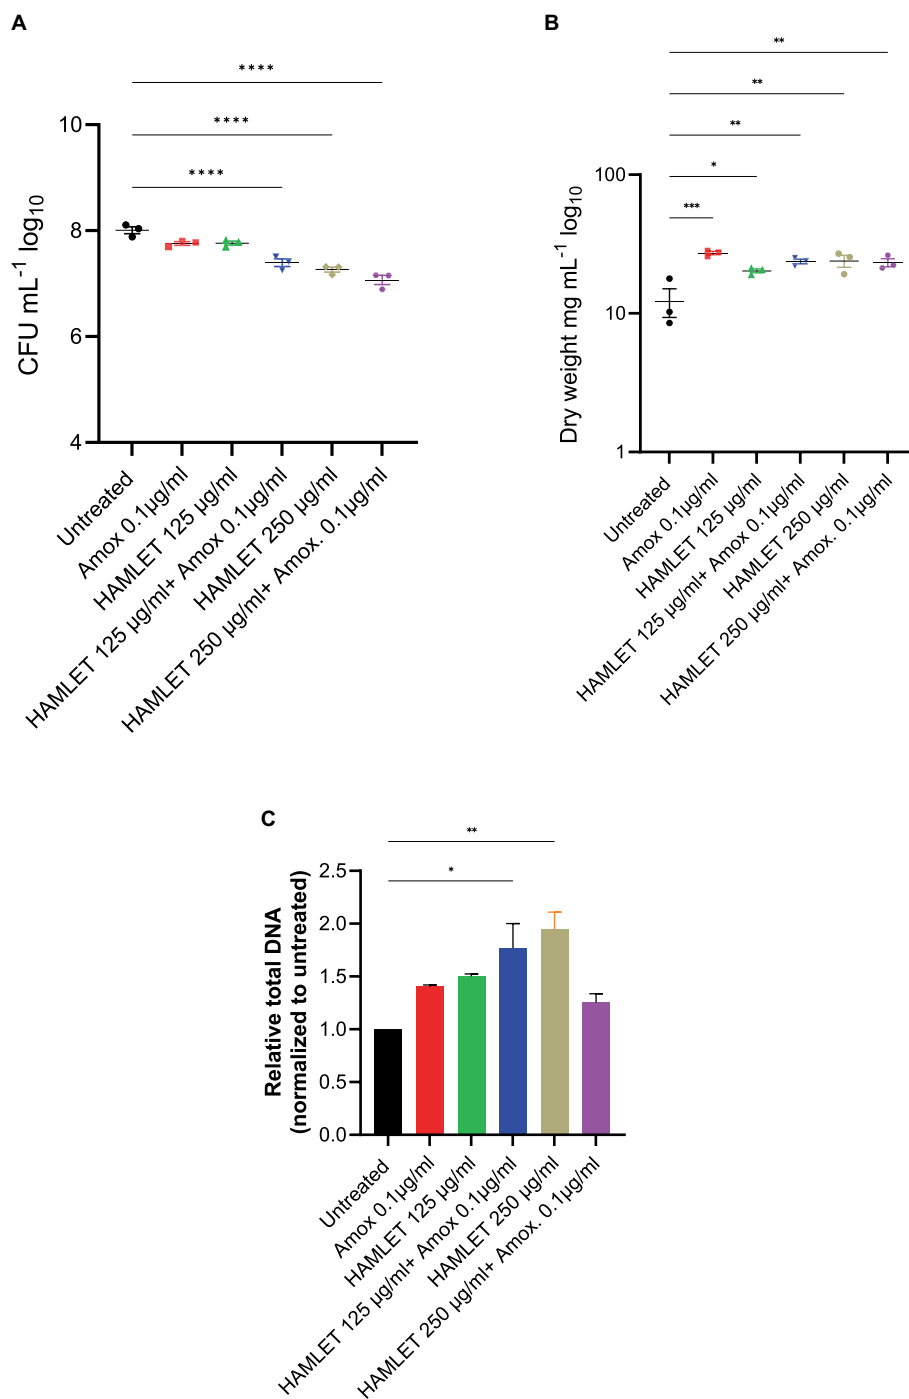 A
****
****
****
10
8
6
4
CFU mL⁻¹ log₁₀
Untreated
Amox 0.1µg/ml
HAMLET 125 µg/ml
HAMLET 125 µg/ml+ Amox 0.1µg/ml
HAMLET 250 µg/ml
HAMLET 250 µg/ml+ Amox. 0.1µg/ml
B
**
**
**
*
***
100
10
1
Dry weight mg mL⁻¹ log₁₀
Untreated
Amox 0.1µg/ml
HAMLET 125 µg/ml
HAMLET 125 µg/ml+ Amox 0.1µg/ml
HAMLET 250 µg/ml
HAMLET 250 µg/ml+ Amox. 0.1µg/ml
C
**
*
2.5
2.0
1.5
1.0
0.5
0.0
Relative total DNA
(normalized to untreated)
Untreated
Amox 0.1µg/ml
HAMLET 125 µg/ml
HAMLET 125 µg/ml+ Amox 0.1µg/ml
HAMLET 250 µg/ml
HAMLET 250 µg/ml+ Amox. 0.1µg/ml